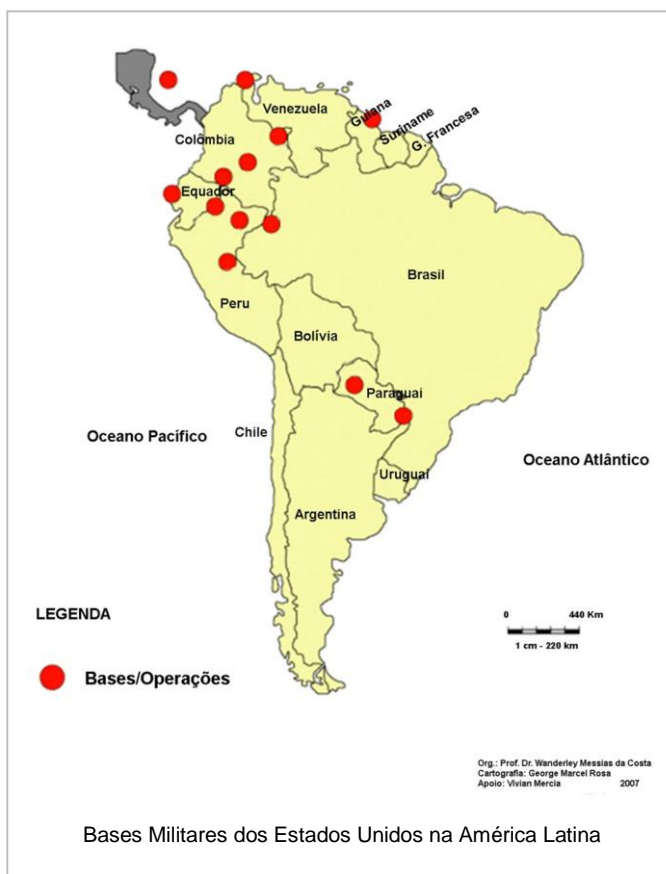 Venezuela
Guiana
Suriname
G. Francesa
Colômbia
Equador
Brasil
Peru
Bolívia
Paraguai
Oceano Pacífico
Chile
Oceano Atlântico
Uruguai
Argentina
LEGENDA
0 440 Km
1 cm - 220 km
Bases/Operações
Org.: Prof. Dr. Wanderley Messias da Costa
Cartografia: George Marcel Rosa
Apoio: Vivian Mercia 2007
Bases Militares dos Estados Unidos na América Latina